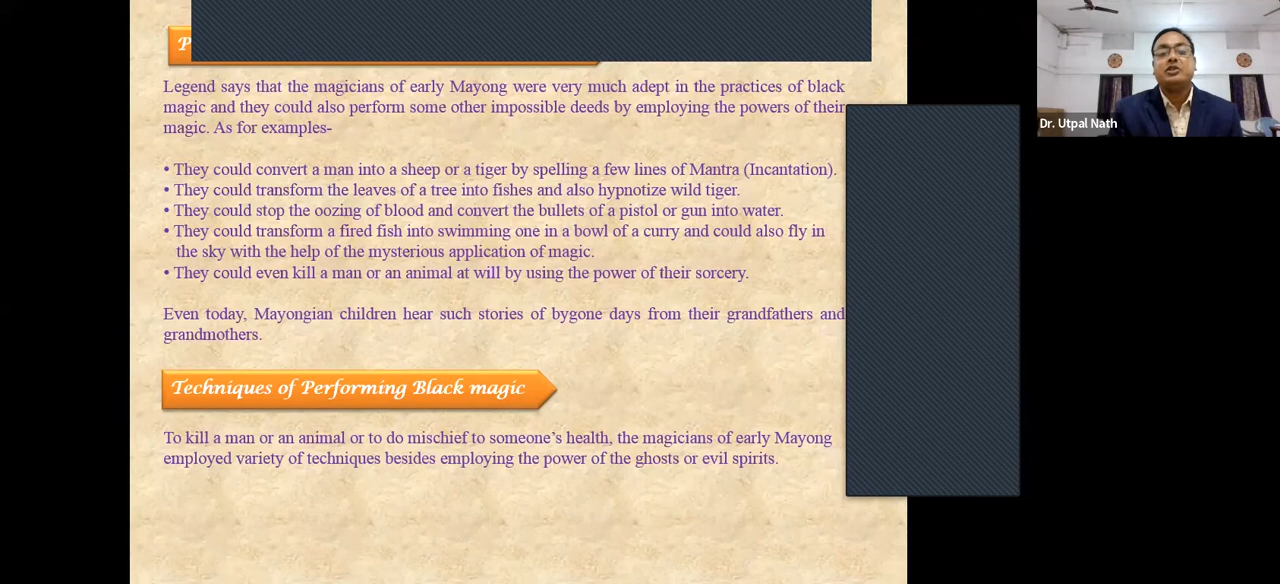 P
Legend says that the magicians of early Mayong were very much adept in the practices of black
magic and they could also perform some other impossible deeds by employing the powers of their
magic. As for examples-
• They could convert a man into a sheep or a tiger by spelling a few lines of Mantra (Incantation).
• They could transform the leaves of a tree into fishes and also hypnotize wild tiger.
• They could stop the oozing of blood and convert the bullets of a pistol or gun into water.
• They could transform a fired fish into swimming one in a bowl of a curry and could also fly in
the sky with the help of the mysterious application of magic.
• They could even kill a man or an animal at will by using the power of their sorcery.
Even today, Mayongian children hear such stories of bygone days from their grandfathers and
grandmothers.
Techniques of Performing Black magic
To kill a man or an animal or to do mischief to someone’s health, the magicians of early Mayong
employed variety of techniques besides employing the power of the ghosts or evil spirits.
Dr. Utpal Nath